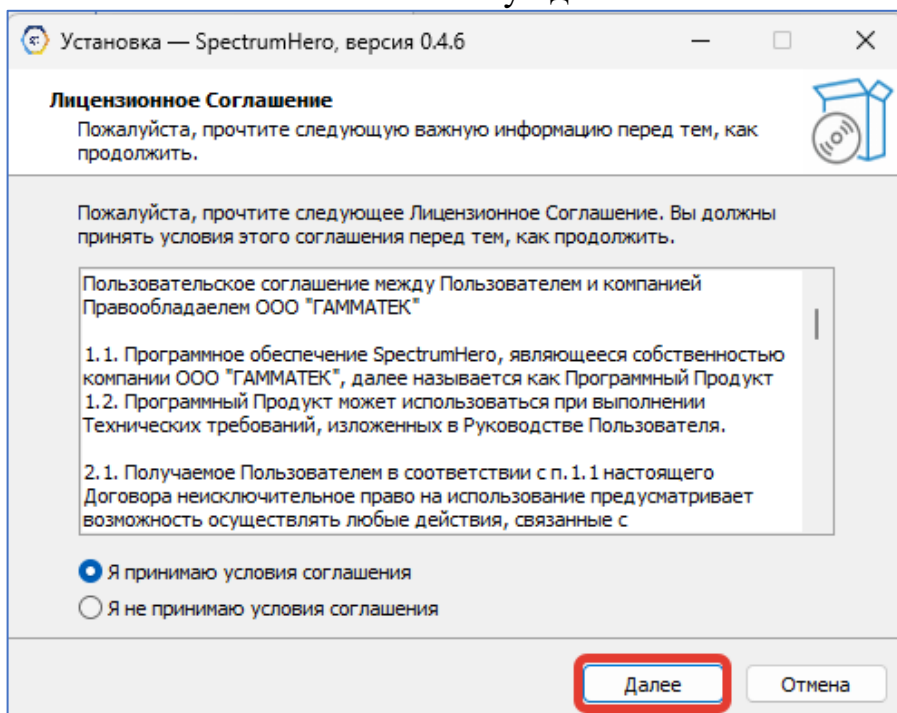 Установка — SpectrumHero, версия 0.4.6
Лицензионное Соглашение
Пожалуйста, прочтите следующую важную информацию перед тем, как
продолжить.
Пожалуйста, прочтите следующее Лицензионное Соглашение. Вы должны
принять условия этого соглашения перед тем, как продолжить.
Пользовательское соглашение между Пользователем и компанией
Правообладаелем ООО "ГАММАТЕК"
1.1. Программное обеспечение SpectrumHero, являющееся собственностью
компании ООО "ГАММАТЕК", далее называется как Программный Продукт
1.2. Программный Продукт может использоваться при выполнении
Технических требований, изложенных в Руководстве Пользователя.
2.1. Получаемое Пользователем в соответствии с п.1.1 настоящего
Договора неисключительное право на использование предусматривает
возможность осуществлять любые действия, связанные с
Я принимаю условия соглашения
Я не принимаю условия соглашения
Далее
Отмена